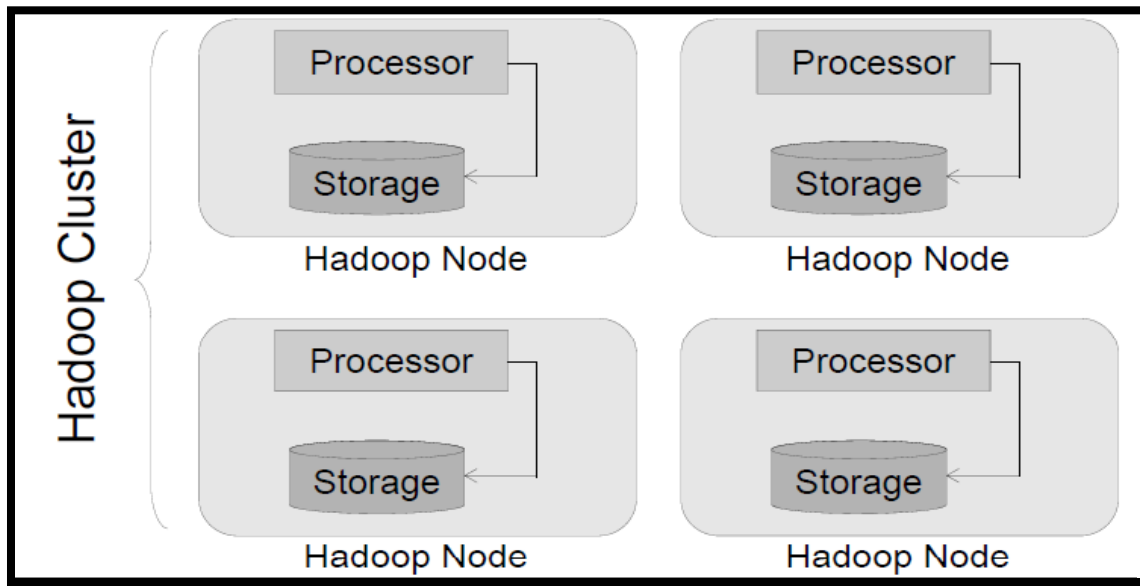 Hadoop Cluster
Processor
Storage
Hadoop Node
Processor
Storage
Hadoop Node
Processor
Storage
Hadoop Node
Processor
Storage
Hadoop Node